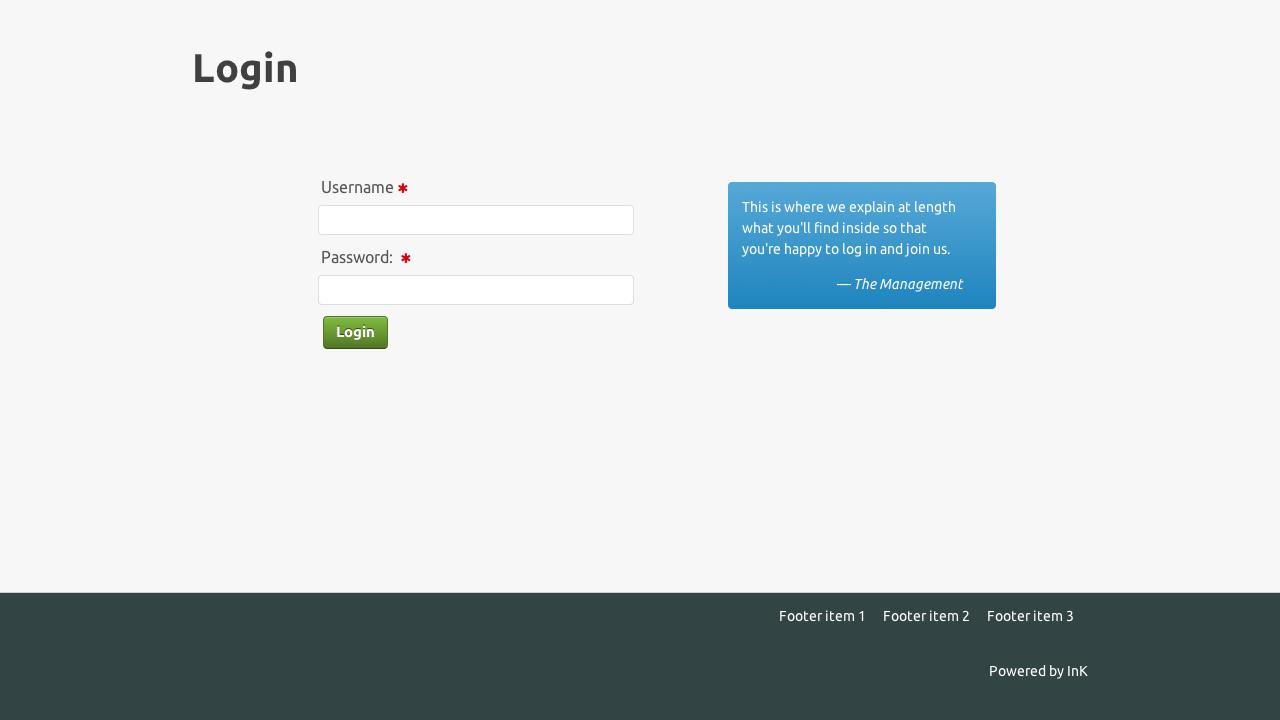 Login
Username ✱
Password: ✱
Login
This is where we explain at length
what you'll find inside so that
you're happy to log in and join us.
— The Management
Footer item 1 Footer item 2 Footer item 3
Powered by InK